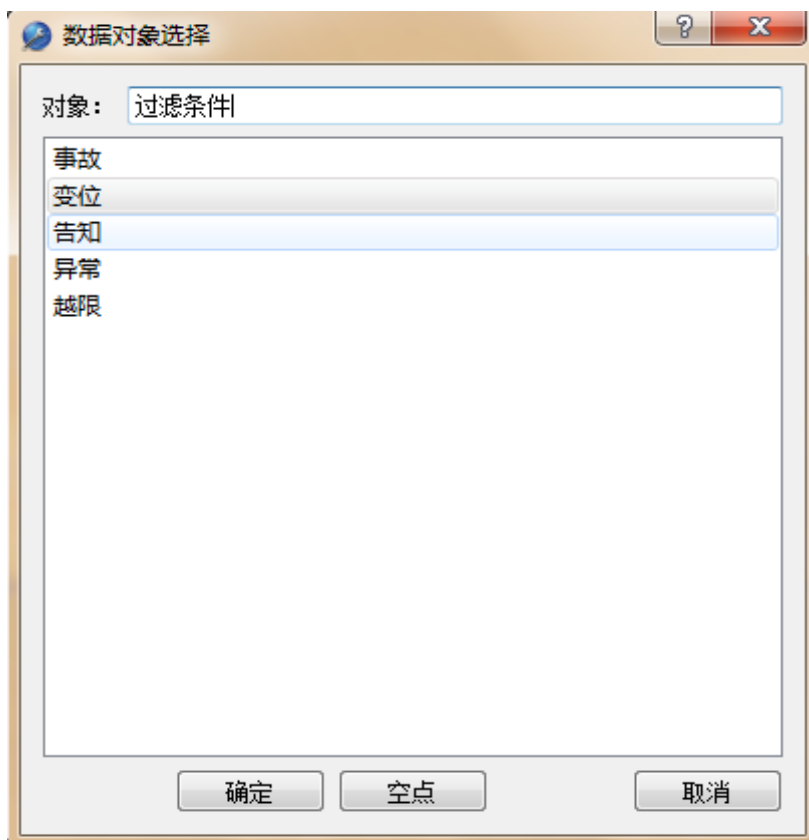 数据对象选择
对象： 过滤条件
事故
变位
告知
异常
越限
确定 空点 取消